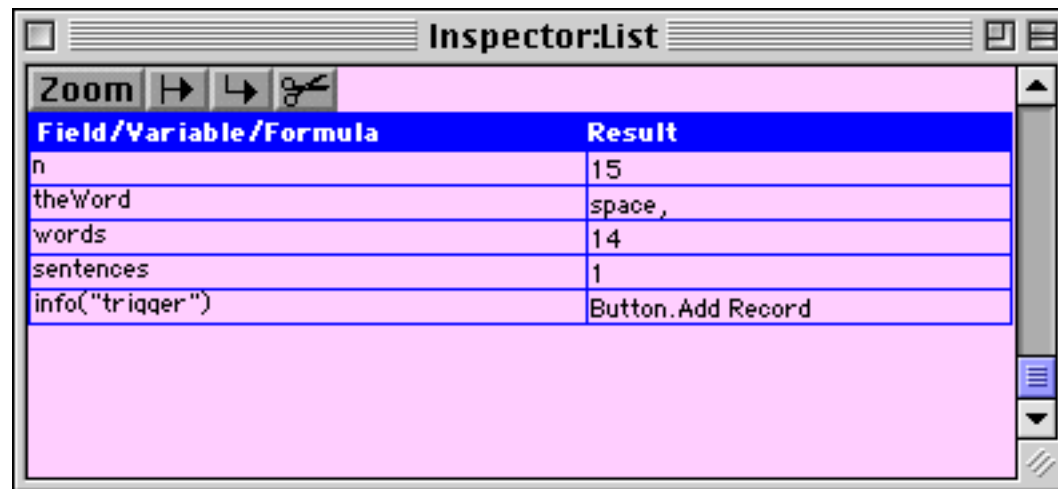 Inspector:List
Zoom
Field/Variable/Formula Result
n 15
theWord space,
words 14
sentences 1
info("trigger") Button.Add Record